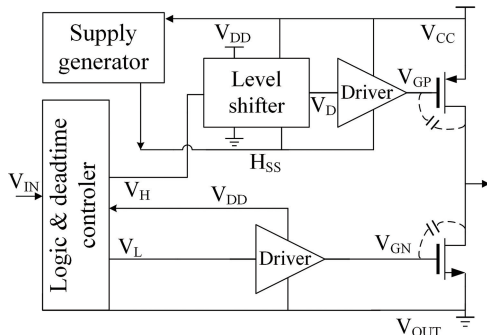 Supply
generator
V_DD
V_CC
Level
shifter
Driver
V_D
V_GP
V_IN
Logic & deadtime
controler
V_H
H_SS
V_DD
V_L
Driver
V_GN
V_OUT